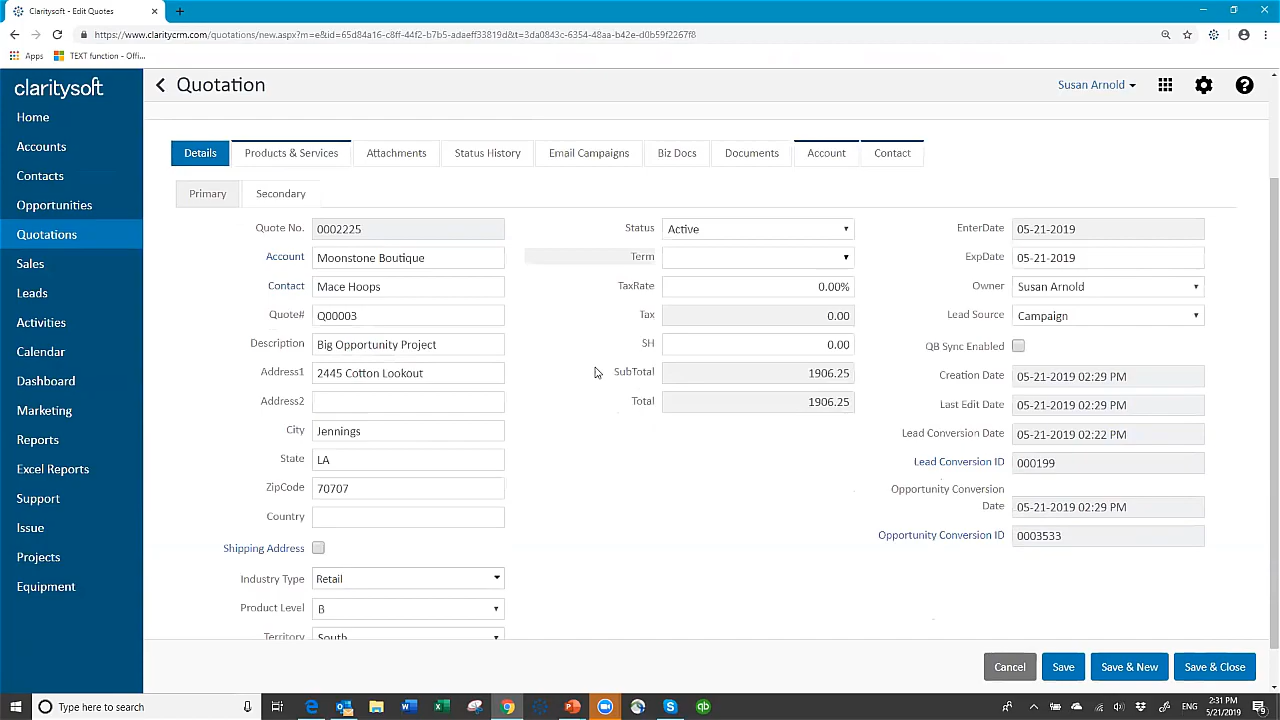 Claritysoft - Edit Quotes
https://www.claritycrm.com/quotations/new.aspx?m=e&id=65d84a16-c8ff-44f2-b7b5-adaeff33819d&t=3da0843c-6354-48aa-b42e-d0b59f2267f8
Apps TEXT function - Offi...
claritysoft
Quotation
Susan Arnold
Home
Accounts
Contacts
Opportunities
Quotations
Sales
Leads
Activities
Calendar
Dashboard
Marketing
Reports
Excel Reports
Support
Issue
Projects
Equipment
Details Products & Services Attachments Status History Email Campaigns Biz Docs Documents Account Contact
Primary Secondary
Quote No. 0002225
Account Moonstone Boutique
Contact Mace Hoops
Quote# Q00003
Description Big Opportunity Project
Address1 2445 Cotton Lookout
Address2
City Jennings
State LA
ZipCode 70707
Country
Shipping Address
Industry Type Retail
Product Level B
Territory South
Status Active
Term
TaxRate 0.00%
Tax 0.00
SH 0.00
SubTotal 1906.25
Total 1906.25
EnterDate 05-21-2019
ExpDate 05-21-2019
Owner Susan Arnold
Lead Source Campaign
QB Sync Enabled
Creation Date 05-21-2019 02:29 PM
Last Edit Date 05-21-2019 02:29 PM
Lead Conversion Date 05-21-2019 02:22 PM
Lead Conversion ID 000199
Opportunity Conversion
Date 05-21-2019 02:29 PM
Opportunity Conversion ID 0003533
Cancel Save Save & New Save & Close
Type here to search
ENG
2:31 PM
5/21/2019